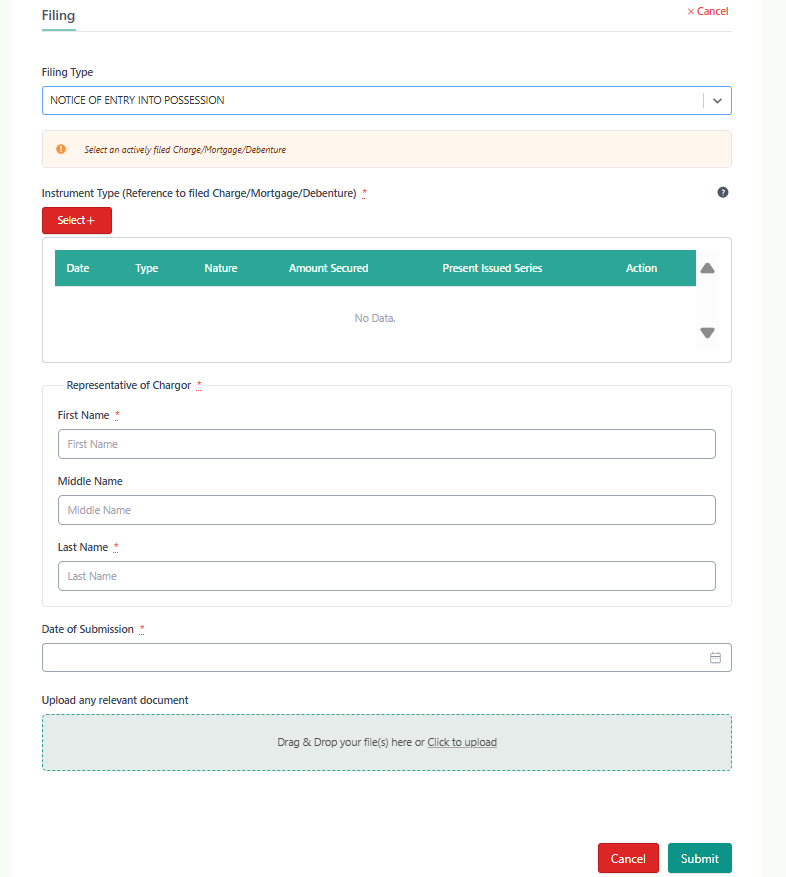 Filing
× Cancel
Filing Type
NOTICE OF ENTRY INTO POSSESSION
Select an actively filed Charge/Mortgage/Debenture
Instrument Type (Reference to filed Charge/Mortgage/Debenture) *
Select+
Date Type Nature Amount Secured Present Issued Series Action
No Data.
Representative of Chargor *
First Name *
First Name
Middle Name
Middle Name
Last Name *
Last Name
Date of Submission *
Upload any relevant document
Drag & Drop your file(s) here or Click to upload
Cancel Submit